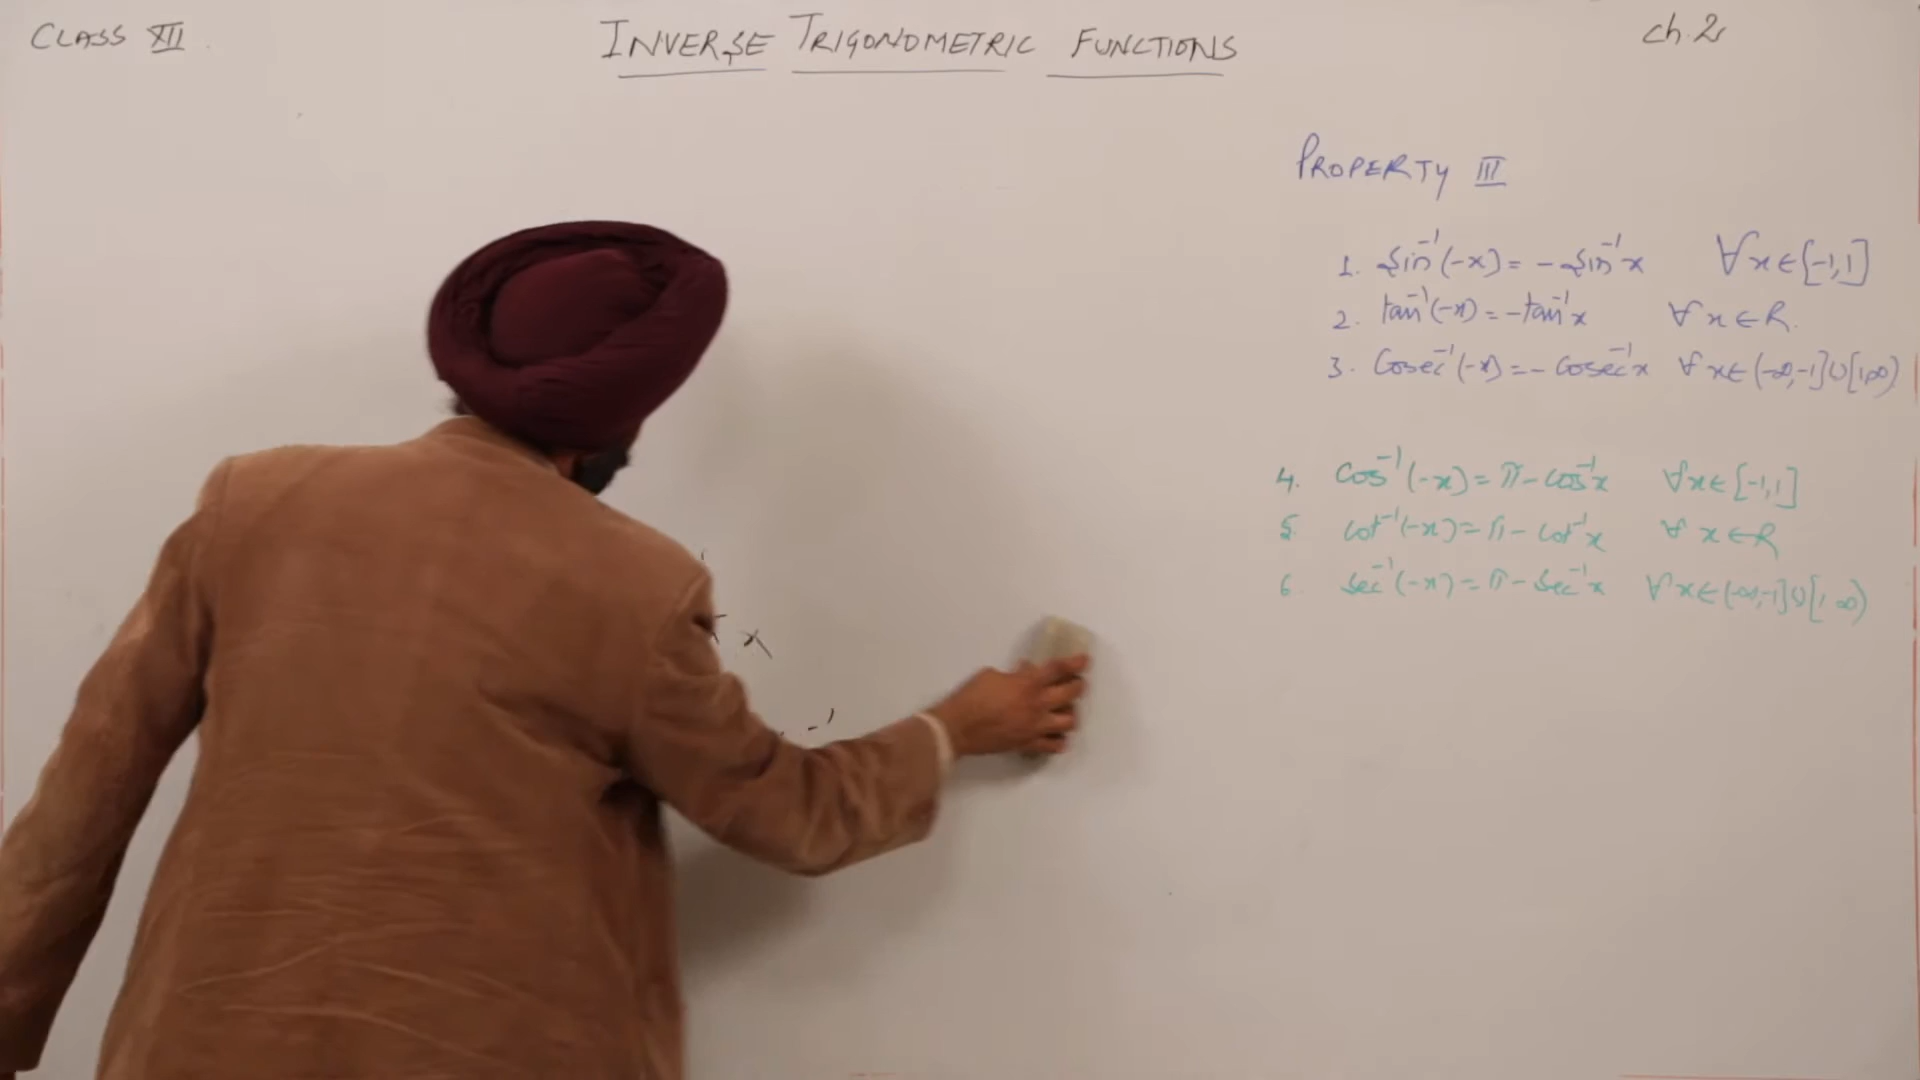 CLASS XII
INVERSE TRIGONOMETRIC FUNCTIONS
Ch. 2
PROPERTY III
1. Sin⁻¹(-x) = - Sin⁻¹x ∀ x ∈ [-1,1]
2. tan⁻¹(-x) = -tan⁻¹x ∀ x ∈ R.
3. Cosec⁻¹(-x) = - Cosec⁻¹x ∀ x ∈ (-∞,-1]∪[1,∞)
4. Cos⁻¹(-x) = π - cos⁻¹x ∀ x ∈ [-1,1]
5. Cot⁻¹(-x) = π - Cot⁻¹x ∀ x ∈ R
6. Sec⁻¹(-x) = π - Sec⁻¹x ∀ x ∈ (-∞,-1]∪[1,∞)
x